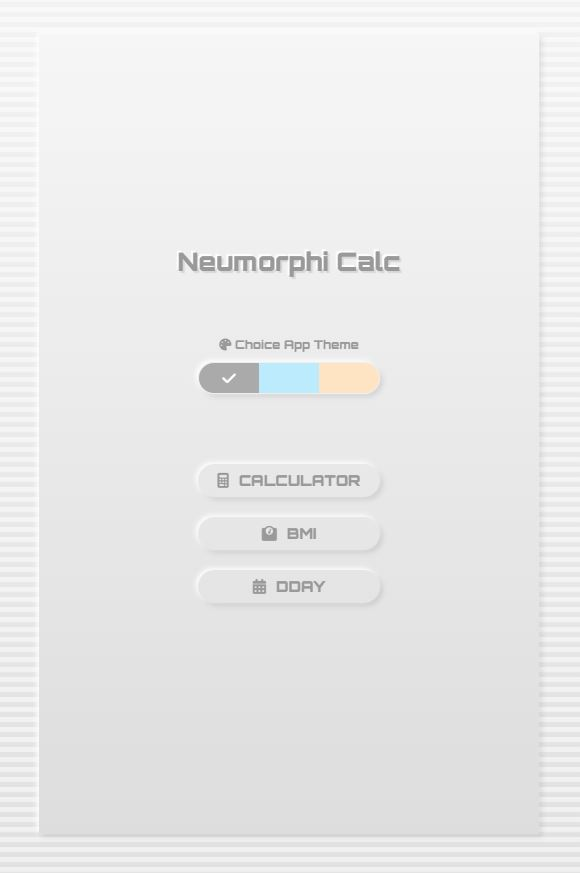 Neumorphi Calc
Choice App Theme
CALCULATOR
BMI
DDAY